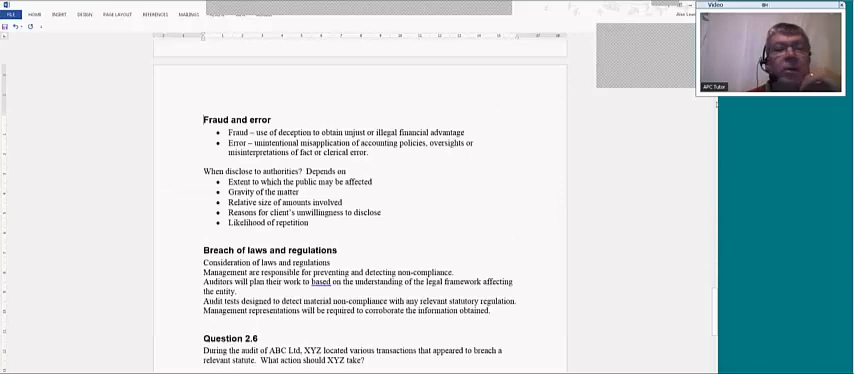 Video
FILE HOME INSERT DESIGN PAGE LAYOUT REFERENCES MAILINGS
APC Tutor
Fraud and error
• Fraud – use of deception to obtain unjust or illegal financial advantage
• Error – unintentional misapplication of accounting policies, oversights or
misinterpretations of fact or clerical error.
When disclose to authorities? Depends on
• Extent to which the public may be affected
• Gravity of the matter
• Relative size of amounts involved
• Reasons for client's unwillingness to disclose
• Likelihood of repetition
Breach of laws and regulations
Consideration of laws and regulations
Management are responsible for preventing and detecting non-compliance.
Auditors will plan their work to based on the understanding of the legal framework affecting
the entity.
Audit tests designed to detect material non-compliance with any relevant statutory regulation.
Management representations will be required to corroborate the information obtained.
Question 2.6
During the audit of ABC Ltd, XYZ located various transactions that appeared to breach a
relevant statute. What action should XYZ take?